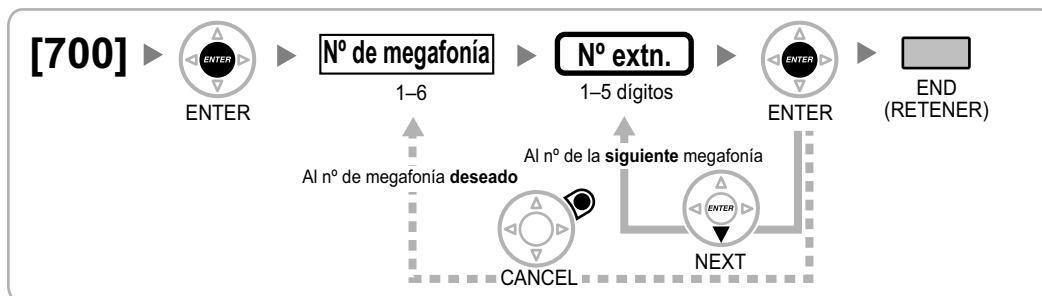 [700]
ENTER
ENTER
Nº de megafonía
1–6
Nº extn.
1–5 dígitos
ENTER
ENTER
END
(RETENER)
Al nº de la siguiente megafonía
Al nº de megafonía deseado
ENTER
NEXT
CANCEL